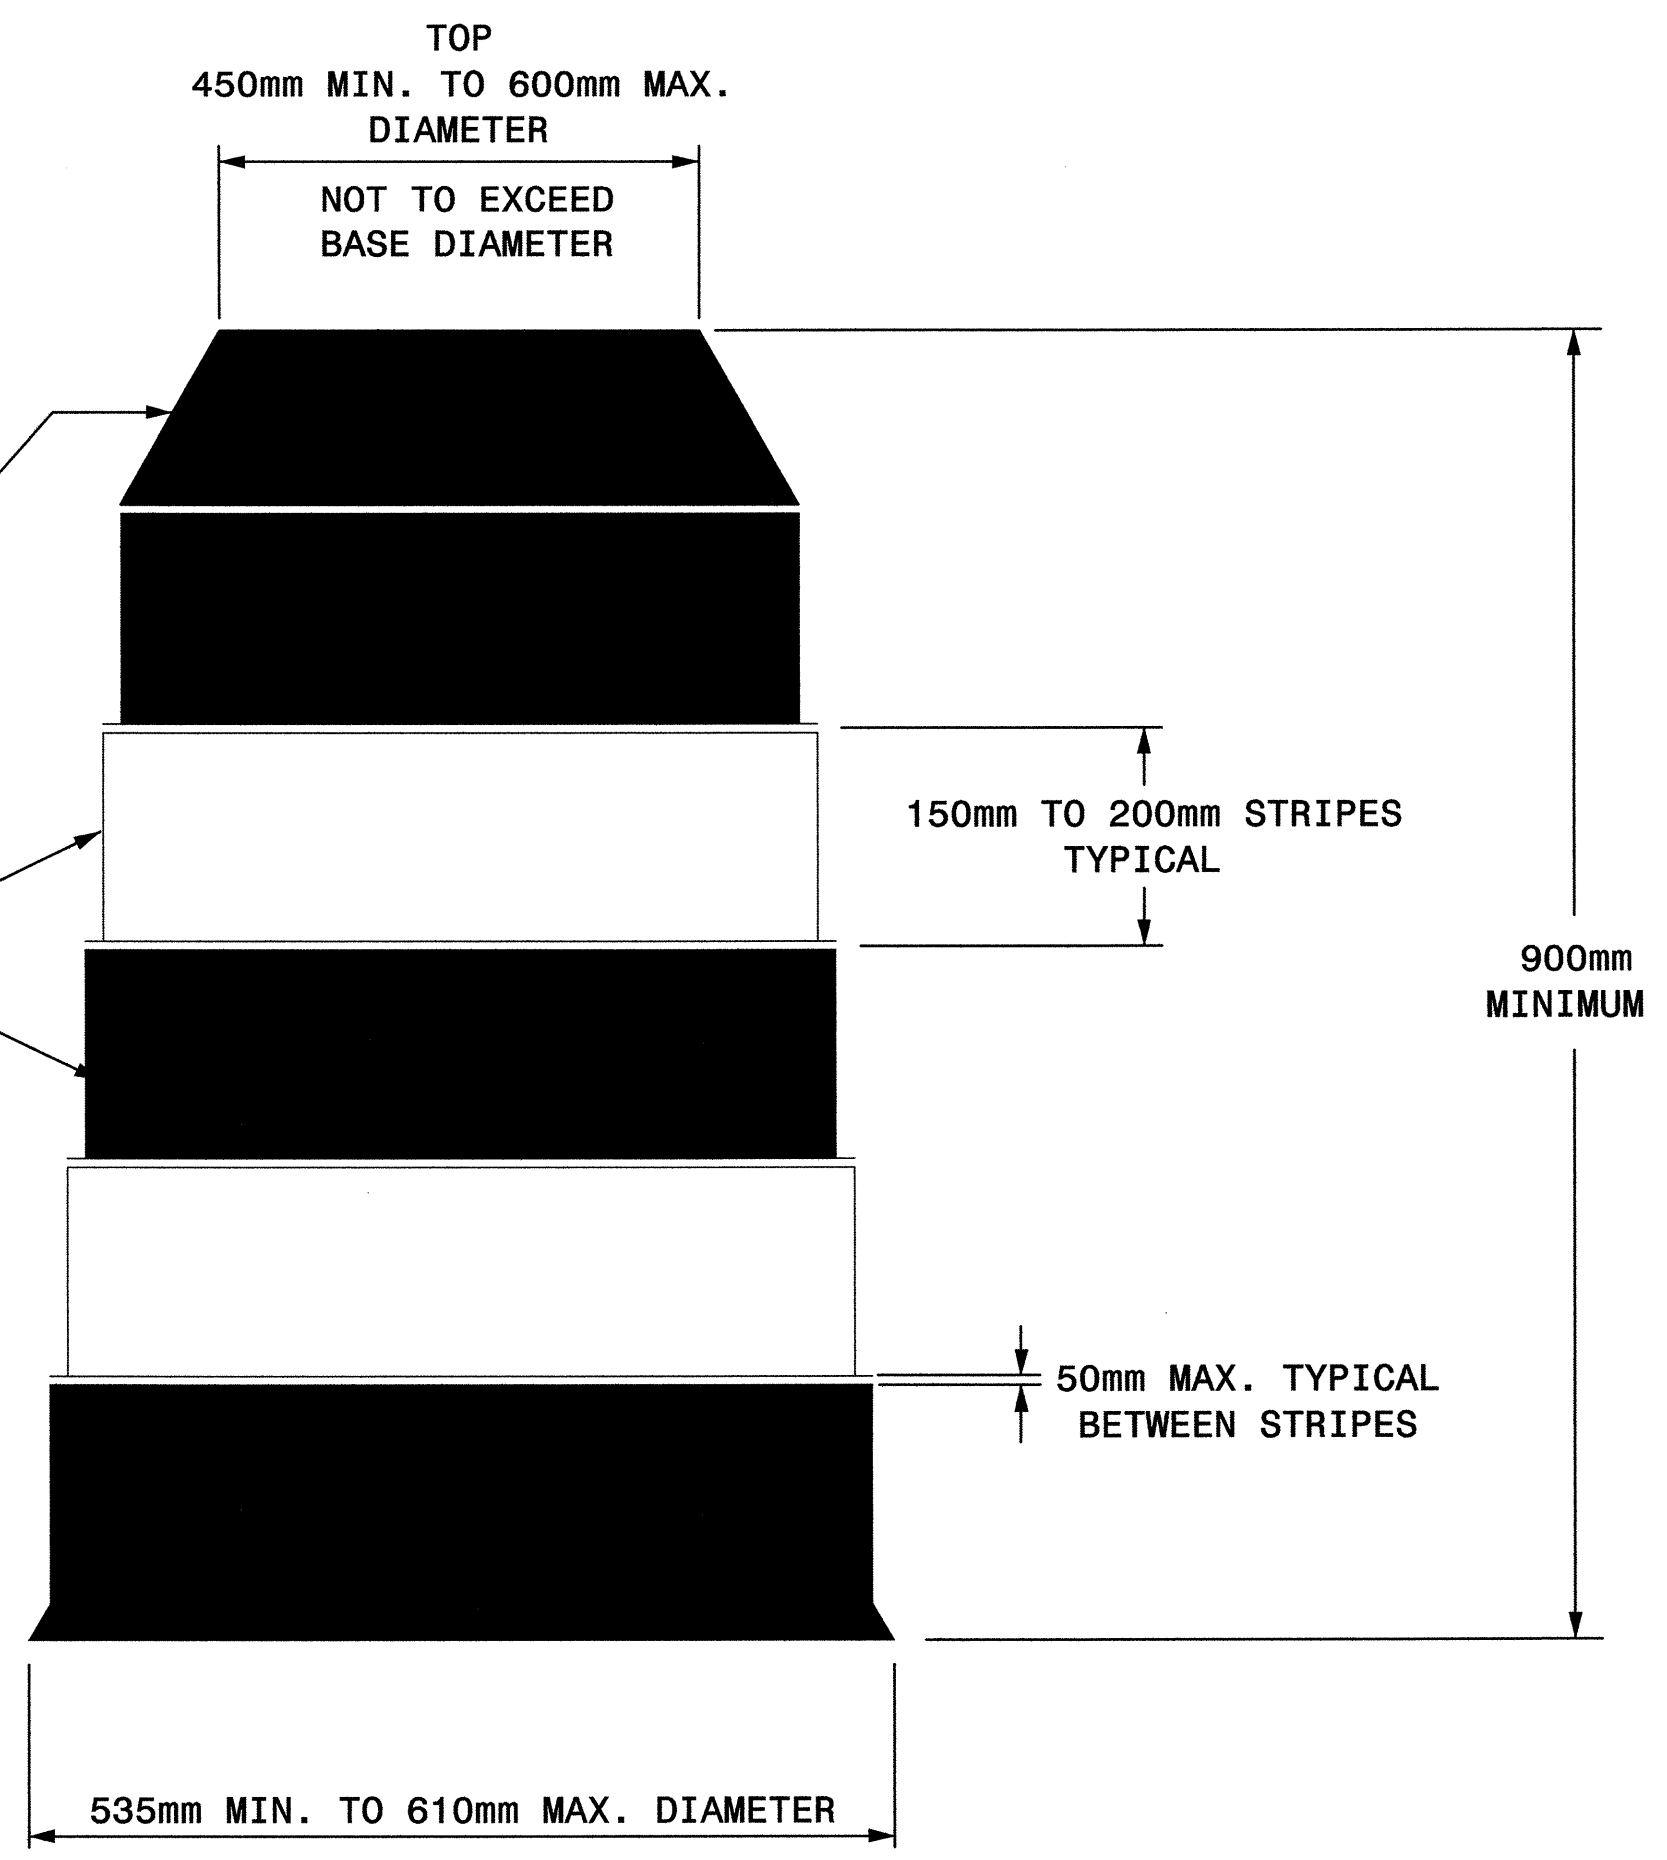 TOP
450mm MIN. TO 600mm MAX.
DIAMETER
NOT TO EXCEED
BASE DIAMETER
150mm TO 200mm STRIPES
TYPICAL
900mm
MINIMUM
50mm MAX. TYPICAL
BETWEEN STRIPES
535mm MIN. TO 610mm MAX. DIAMETER